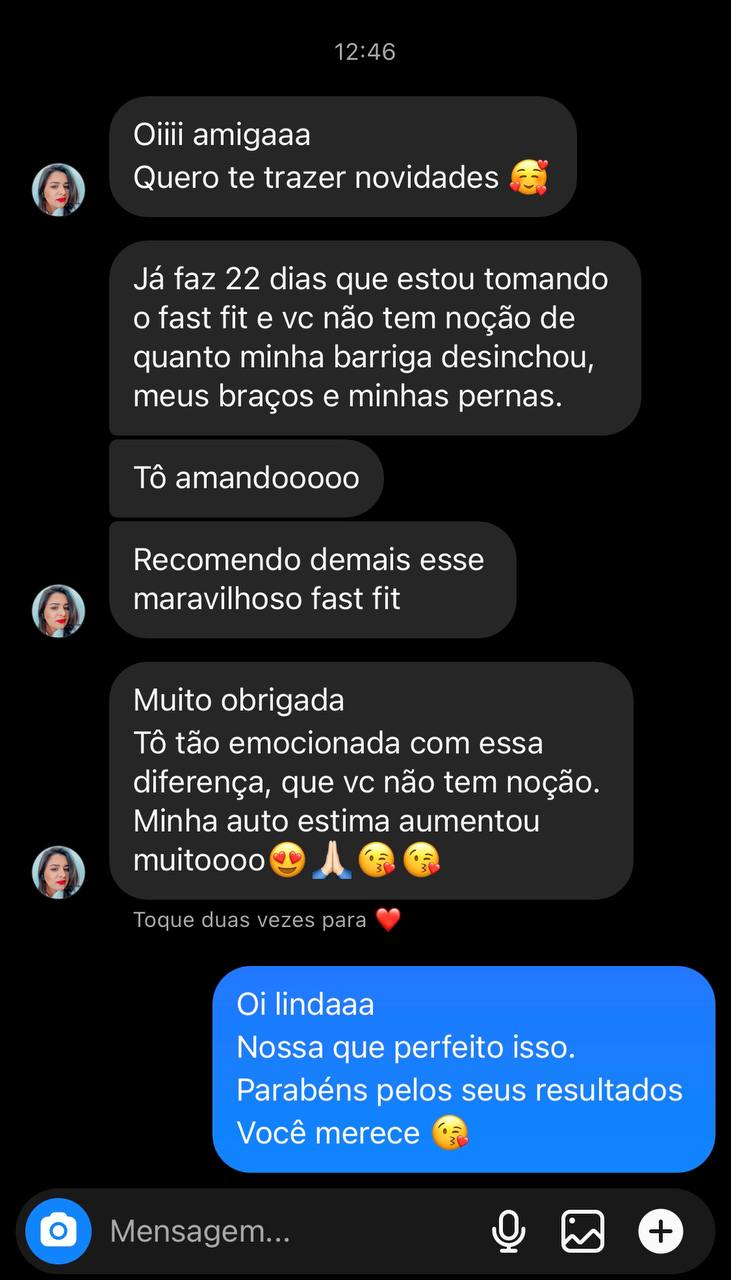 12:46
Oiiii amigaaa
Quero te trazer novidades 🥰
Já faz 22 dias que estou tomando
o fast fit e vc não tem noção de
quanto minha barriga desinchou,
meus braços e minhas pernas.
Tô amandooooo
Recomendo demais esse
maravilhoso fast fit
Muito obrigada
Tô tão emocionada com essa
diferença, que vc não tem noção.
Minha auto estima aumentou
muitoooo😍🙏🏻😘😘
Toque duas vezes para ❤️
Oi lindaaa
Nossa que perfeito isso.
Parabéns pelos seus resultados
Você merece 😘
Mensagem...